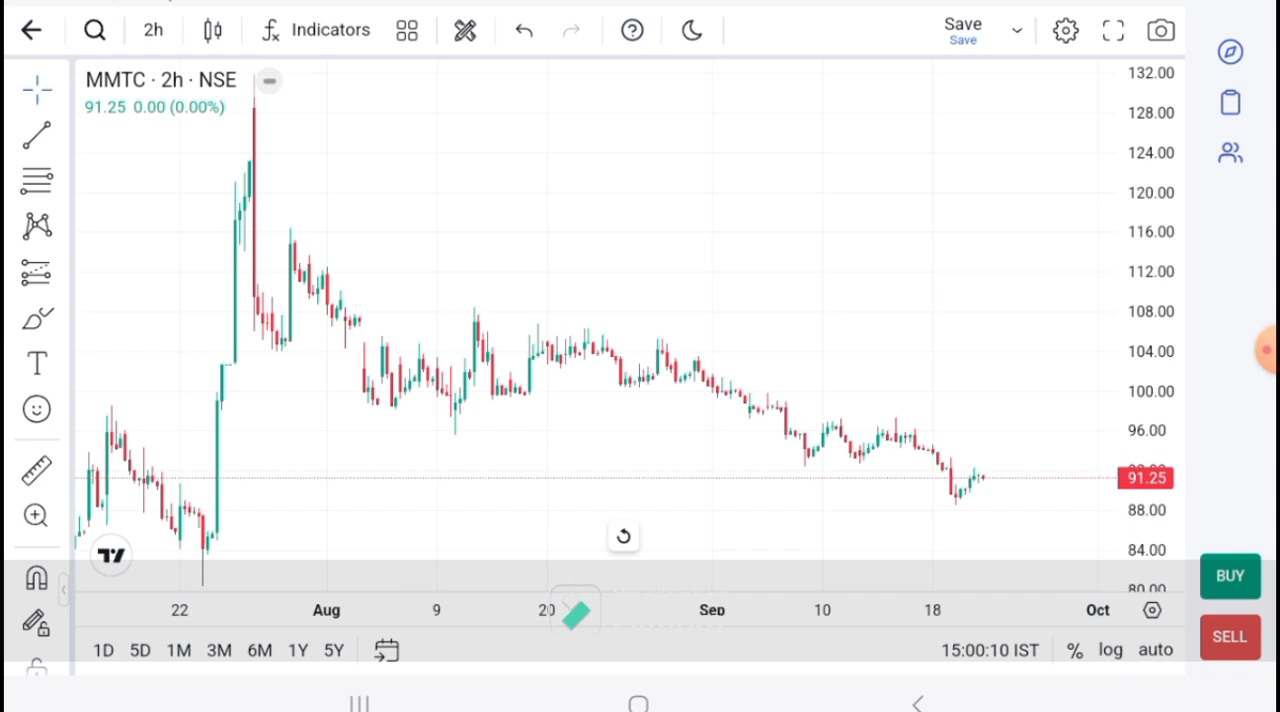 2h
Indicators
Save
Save
MMTC · 2h · NSE
91.25 0.00 (0.00%)
132.00
128.00
124.00
120.00
116.00
112.00
108.00
104.00
100.00
96.00
91.25
88.00
84.00
80.00
BUY
22 Aug 9 20 Sep 10 18 Oct
SELL
1D 5D 1M 3M 6M 1Y 5Y
15:00:10 IST % log auto